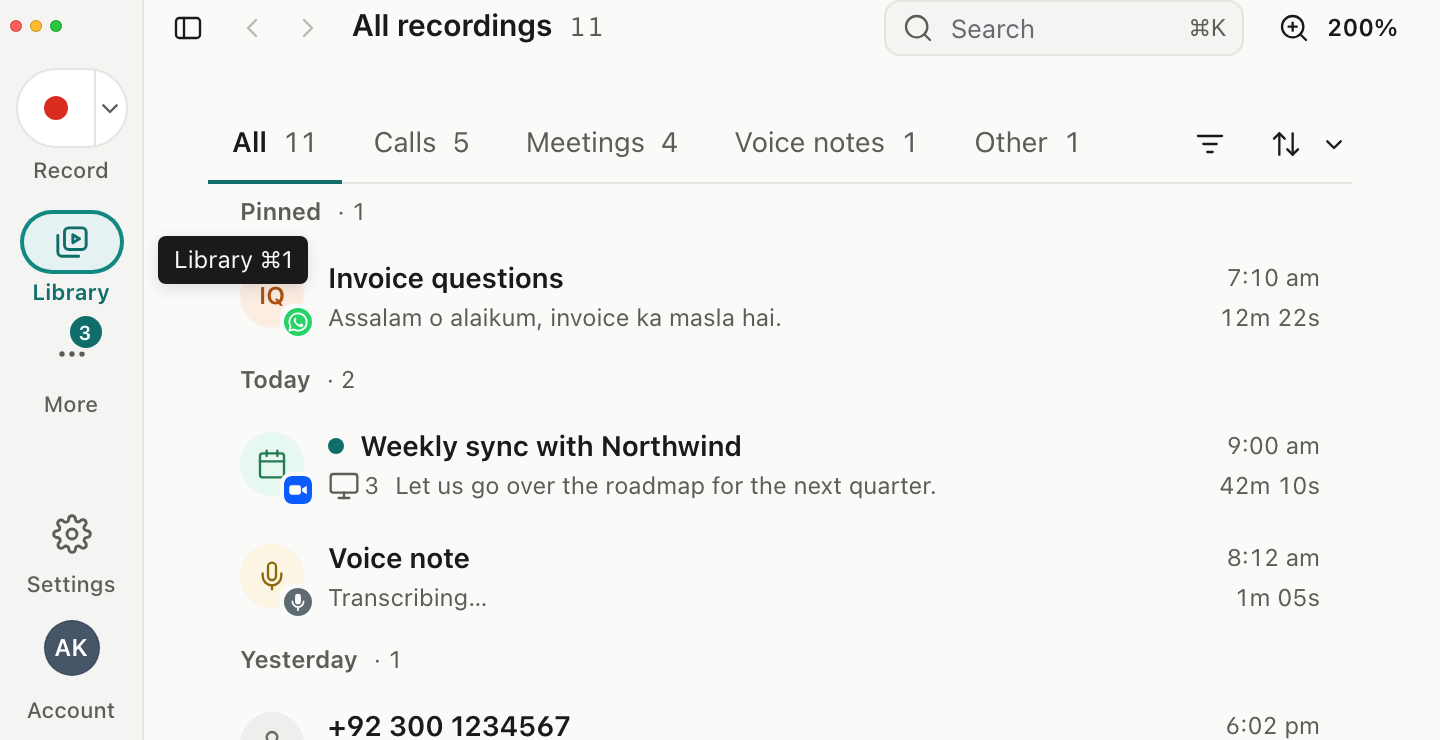 All recordings 11
Search ⌘K
200%
Record
Library
3
More
Settings
AK
Account
Library ⌘1
All 11
Calls 5
Meetings 4
Voice notes 1
Other 1
Pinned · 1
IQ
Invoice questions
7:10 am
Assalam o alaikum, invoice ka masla hai.
12m 22s
Today · 2
Weekly sync with Northwind
9:00 am
3 Let us go over the roadmap for the next quarter.
42m 10s
Voice note
8:12 am
Transcribing...
1m 05s
Yesterday · 1
+92 300 1234567
6:02 pm